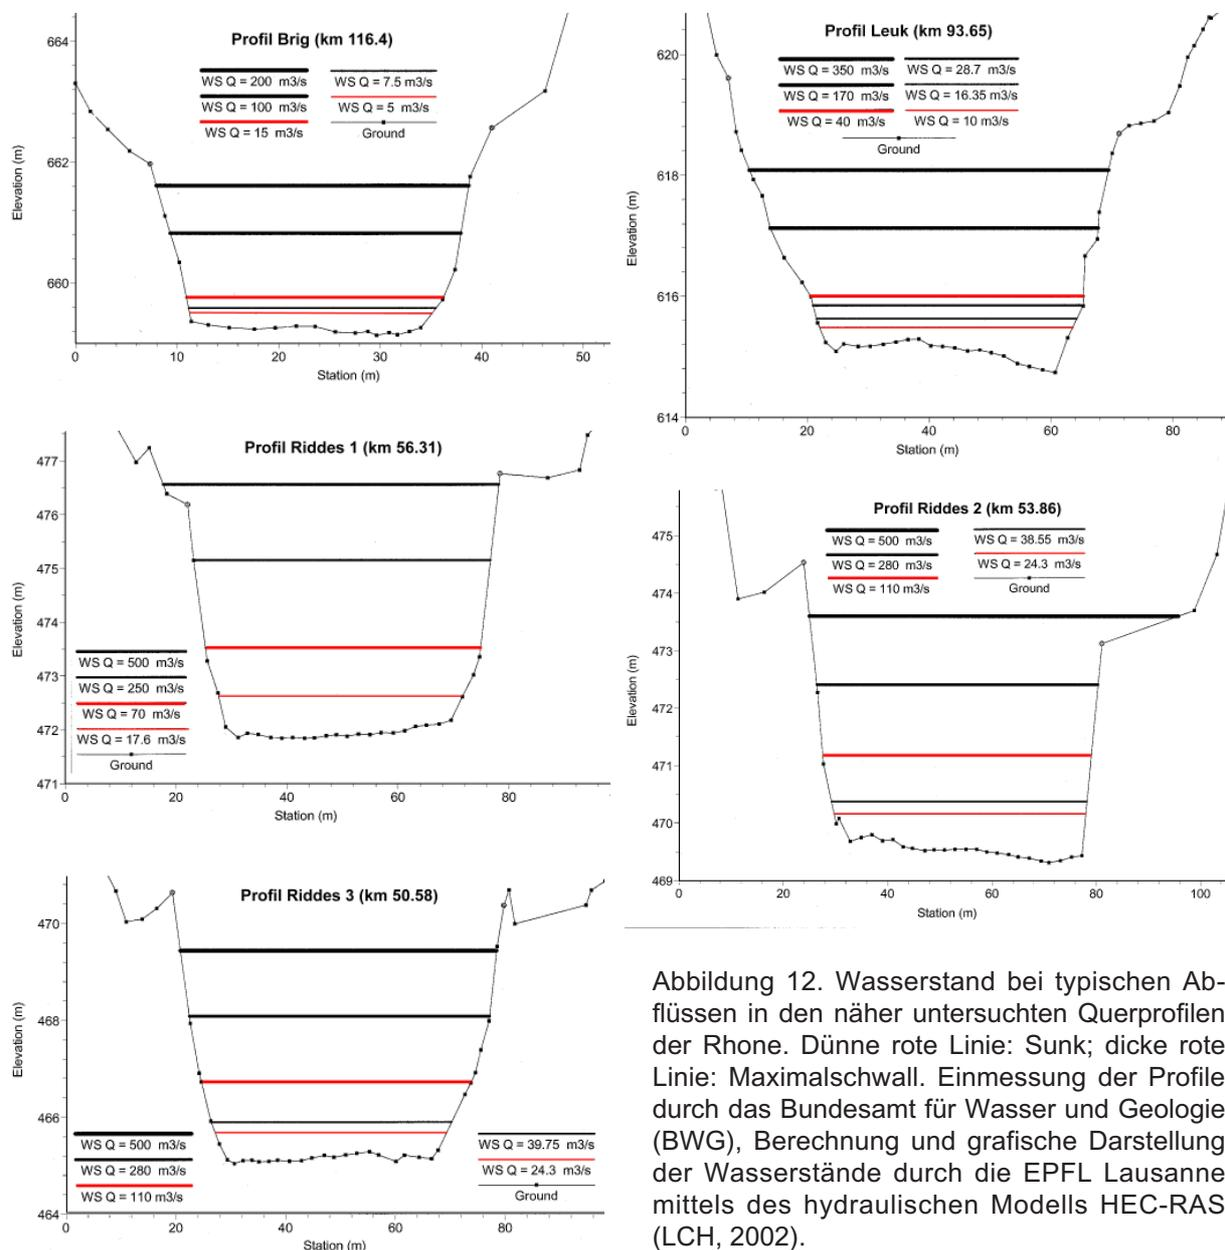 Profil Brig (km 116.4)
WS Q = 200 m3/s
WS Q = 100 m3/s
WS Q = 15 m3/s
WS Q = 7.5 m3/s
WS Q = 5 m3/s
Ground
Elevation (m)
664
662
660
0 10 20 30 40 50
Station (m)
Profil Leuk (km 93.65)
WS Q = 350 m3/s
WS Q = 170 m3/s
WS Q = 40 m3/s
WS Q = 28.7 m3/s
WS Q = 16.35 m3/s
WS Q = 10 m3/s
Ground
Elevation (m)
620
618
616
614
0 20 40 60 80
Station (m)
Profil Riddes 1 (km 56.31)
WS Q = 500 m3/s
WS Q = 250 m3/s
WS Q = 70 m3/s
WS Q = 17.6 m3/s
Ground
Elevation (m)
477
476
475
474
473
472
471
0 20 40 60 80
Station (m)
Profil Riddes 2 (km 53.86)
WS Q = 500 m3/s
WS Q = 280 m3/s
WS Q = 110 m3/s
WS Q = 38.55 m3/s
WS Q = 24.3 m3/s
Ground
Elevation (m)
475
474
473
472
471
470
469
0 20 40 60 80 100
Station (m)
Profil Riddes 3 (km 50.58)
WS Q = 500 m3/s
WS Q = 280 m3/s
WS Q = 110 m3/s
WS Q = 39.75 m3/s
WS Q = 24.3 m3/s
Ground
Elevation (m)
470
468
466
464
0 20 40 60 80
Station (m)
Abbildung 12. Wasserstand bei typischen Ab-
flüssen in den näher untersuchten Querprofilen
der Rhone. Dünne rote Linie: Sunk; dicke rote
Linie: Maximalschwall. Einmessung der Profile
durch das Bundesamt für Wasser und Geologie
(BWG), Berechnung und grafische Darstellung
der Wasserstände durch die EPFL Lausanne
mittels des hydraulischen Modells HEC-RAS
(LCH, 2002).